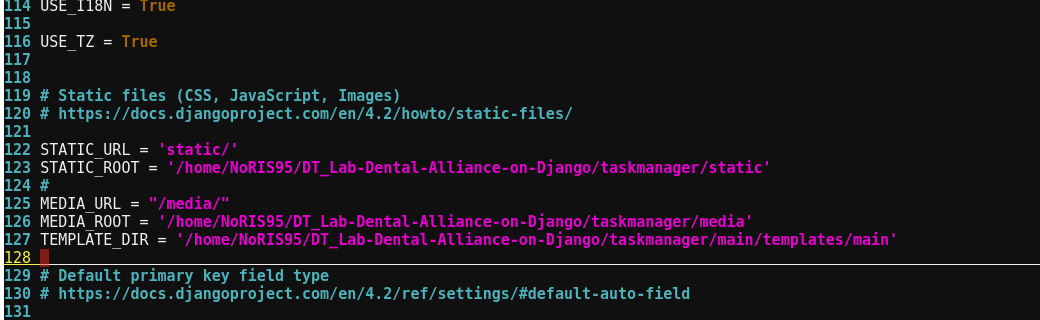 114 USE_I18N = True
115
116 USE_TZ = True
117
118
119 # Static files (CSS, JavaScript, Images)
120 # https://docs.djangoproject.com/en/4.2/howto/static-files/
121
122 STATIC_URL = 'static/'
123 STATIC_ROOT = '/home/NoRIS95/DT_Lab-Dental-Alliance-on-Django/taskmanager/static'
124 #
125 MEDIA_URL = "/media/"
126 MEDIA_ROOT = '/home/NoRIS95/DT_Lab-Dental-Alliance-on-Django/taskmanager/media'
127 TEMPLATE_DIR = '/home/NoRIS95/DT_Lab-Dental-Alliance-on-Django/taskmanager/main/templates/main'
128
129 # Default primary key field type
130 # https://docs.djangoproject.com/en/4.2/ref/settings/#default-auto-field
131